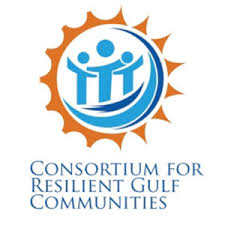 Consortium for
Resilient Gulf
Communities